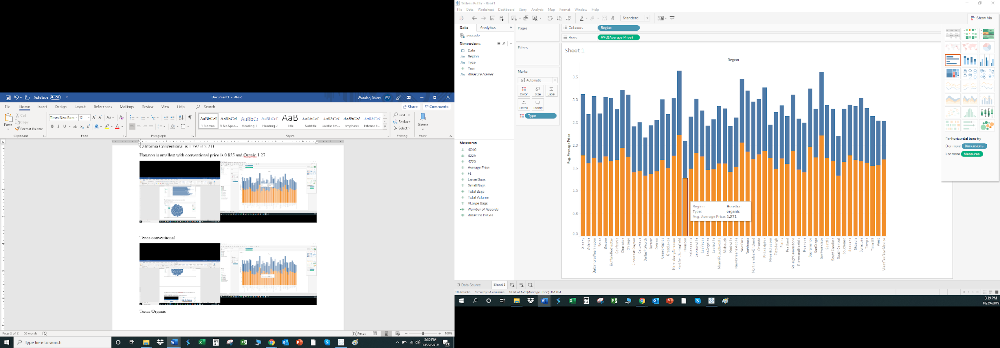 AutoSave Off
Document1 - Word
Wandah, Valery WV
File Home Insert Design Layout References Mailings Review View Help Search
Share Comments
Paste
Cut
Copy
Format Painter
Times New Rom 12
AaBbCcI AaBbCcI AaBbCc AaBbCcD AaB AaBbCcD AaBbCcL AaBbCcI AaBbCcL
1 Normal 1 No Spac... Heading 1 Heading 2 Title Subtitle Subtle Em... Emphasis Intense E...
Find
Replace
Select
Dictate
Clipboard Font Paragraph Styles Editing Voice
California Conventional is 1.397 is 2.211
Houston is smallest with conventional price is 0.825 and Organic 1.27
Texas conventional
Texas Organic
Page 2 of 2 53 words
Focus
100%
Type here to search
3:39 PM
10/29/2019
21
Tableau Public - Book1
File Data Worksheet Dashboard Story Analysis Map Format Window Help
Standard
Show Me
Data Analytics
avocado
Dimensions
Date
Abc Region
Abc Type
Year
Abc Measure Names
Measures
4046
4225
4770
Average Price
F1
Large Bags
Small Bags
Total Bags
Total Volume
XLarge Bags
Number of Records
Measure Values
Pages
Filters
Marks
Automatic
Color Size Label
Detail Tooltip
Type
Columns Region
Rows AVG(Average Price)
Sheet 1
Region
Avg. Average Price
3.5
3.0
2.5
2.0
1.5
1.0
0.5
0.0
Region Houston
Type: organic
Avg. Average Price: 1.271
Albany
Atlanta
BaltimoreWashington
Boise
Boston
BuffaloRochester
California
Charlotte
Chicago
CincinnatiDayton
Columbus
DallasFtWorth
Denver
Detroit
GrandRapids
GreatLakes
HarrisburgScranton
HartfordSpringfield
Houston
Indianapolis
Jacksonville
LasVegas
LosAngeles
Louisville
MiamiFtLauderdale
Midsouth
Nashville
NewOrleansMobile
NewYork
Northeast
NorthernNewEngland
Orlando
Philadelphia
PhoenixTucson
Pittsburgh
Plains
Portland
RaleighGreensboro
RichmondNorfolk
Roanoke
Sacramento
SanDiego
SanFrancisco
Seattle
SouthCarolina
SouthCentral
Southeast
Spokane
StLouis
Syracuse
Tampa
TotalUS
West
WestTexNewMexico
For horizontal bars try
0 or more Dimensions
1 or more Measures
Data Source Sheet 1
108 marks 1 row by 54 columns SUM of AVG(Average Price): 151.851
3:39 PM
10/29/2019